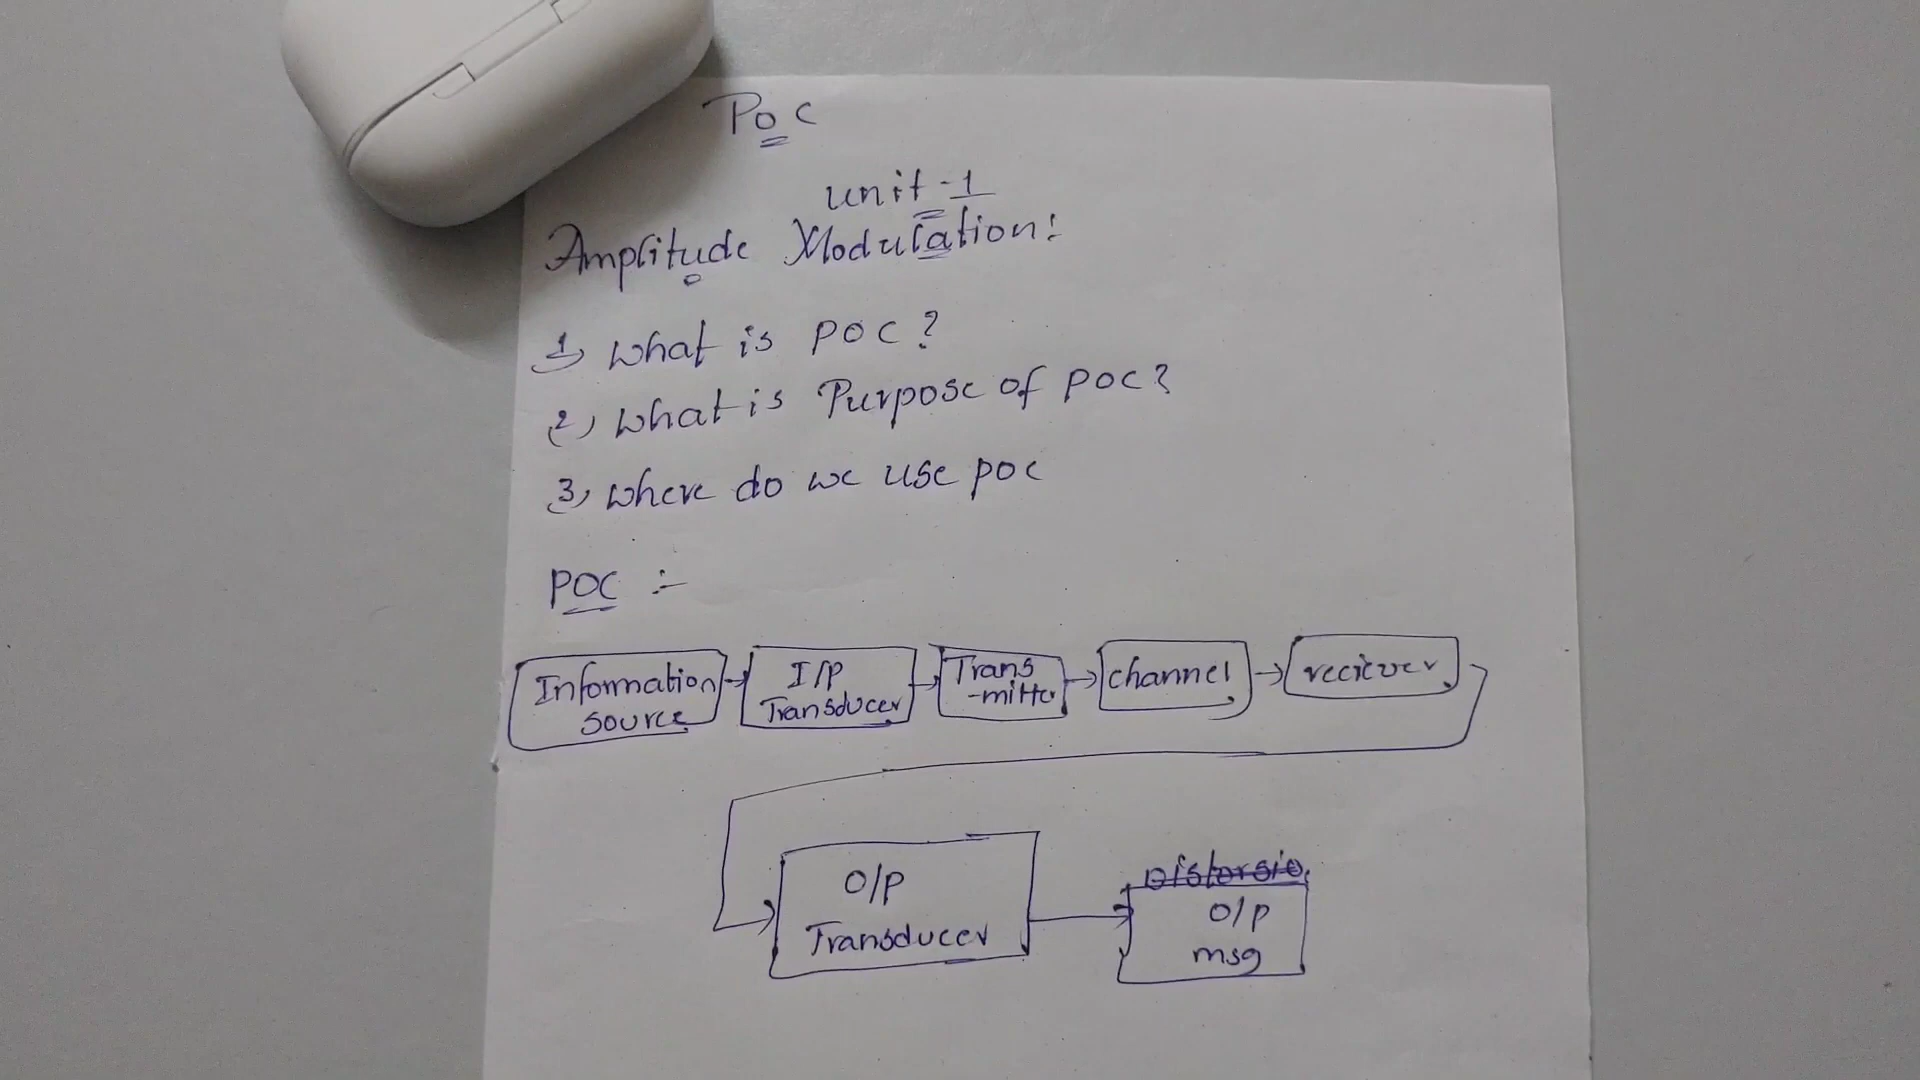 POC
unit-1
Amplitude Modulation:
1) What is POC?
2) What is Purpose of POC?
3) Where do we use POC
POC :-
Information
Source
I/P
Transducer
Trans
-mitter
channel
reciever
O/P
Transducer
Distorsio
O/P
msg